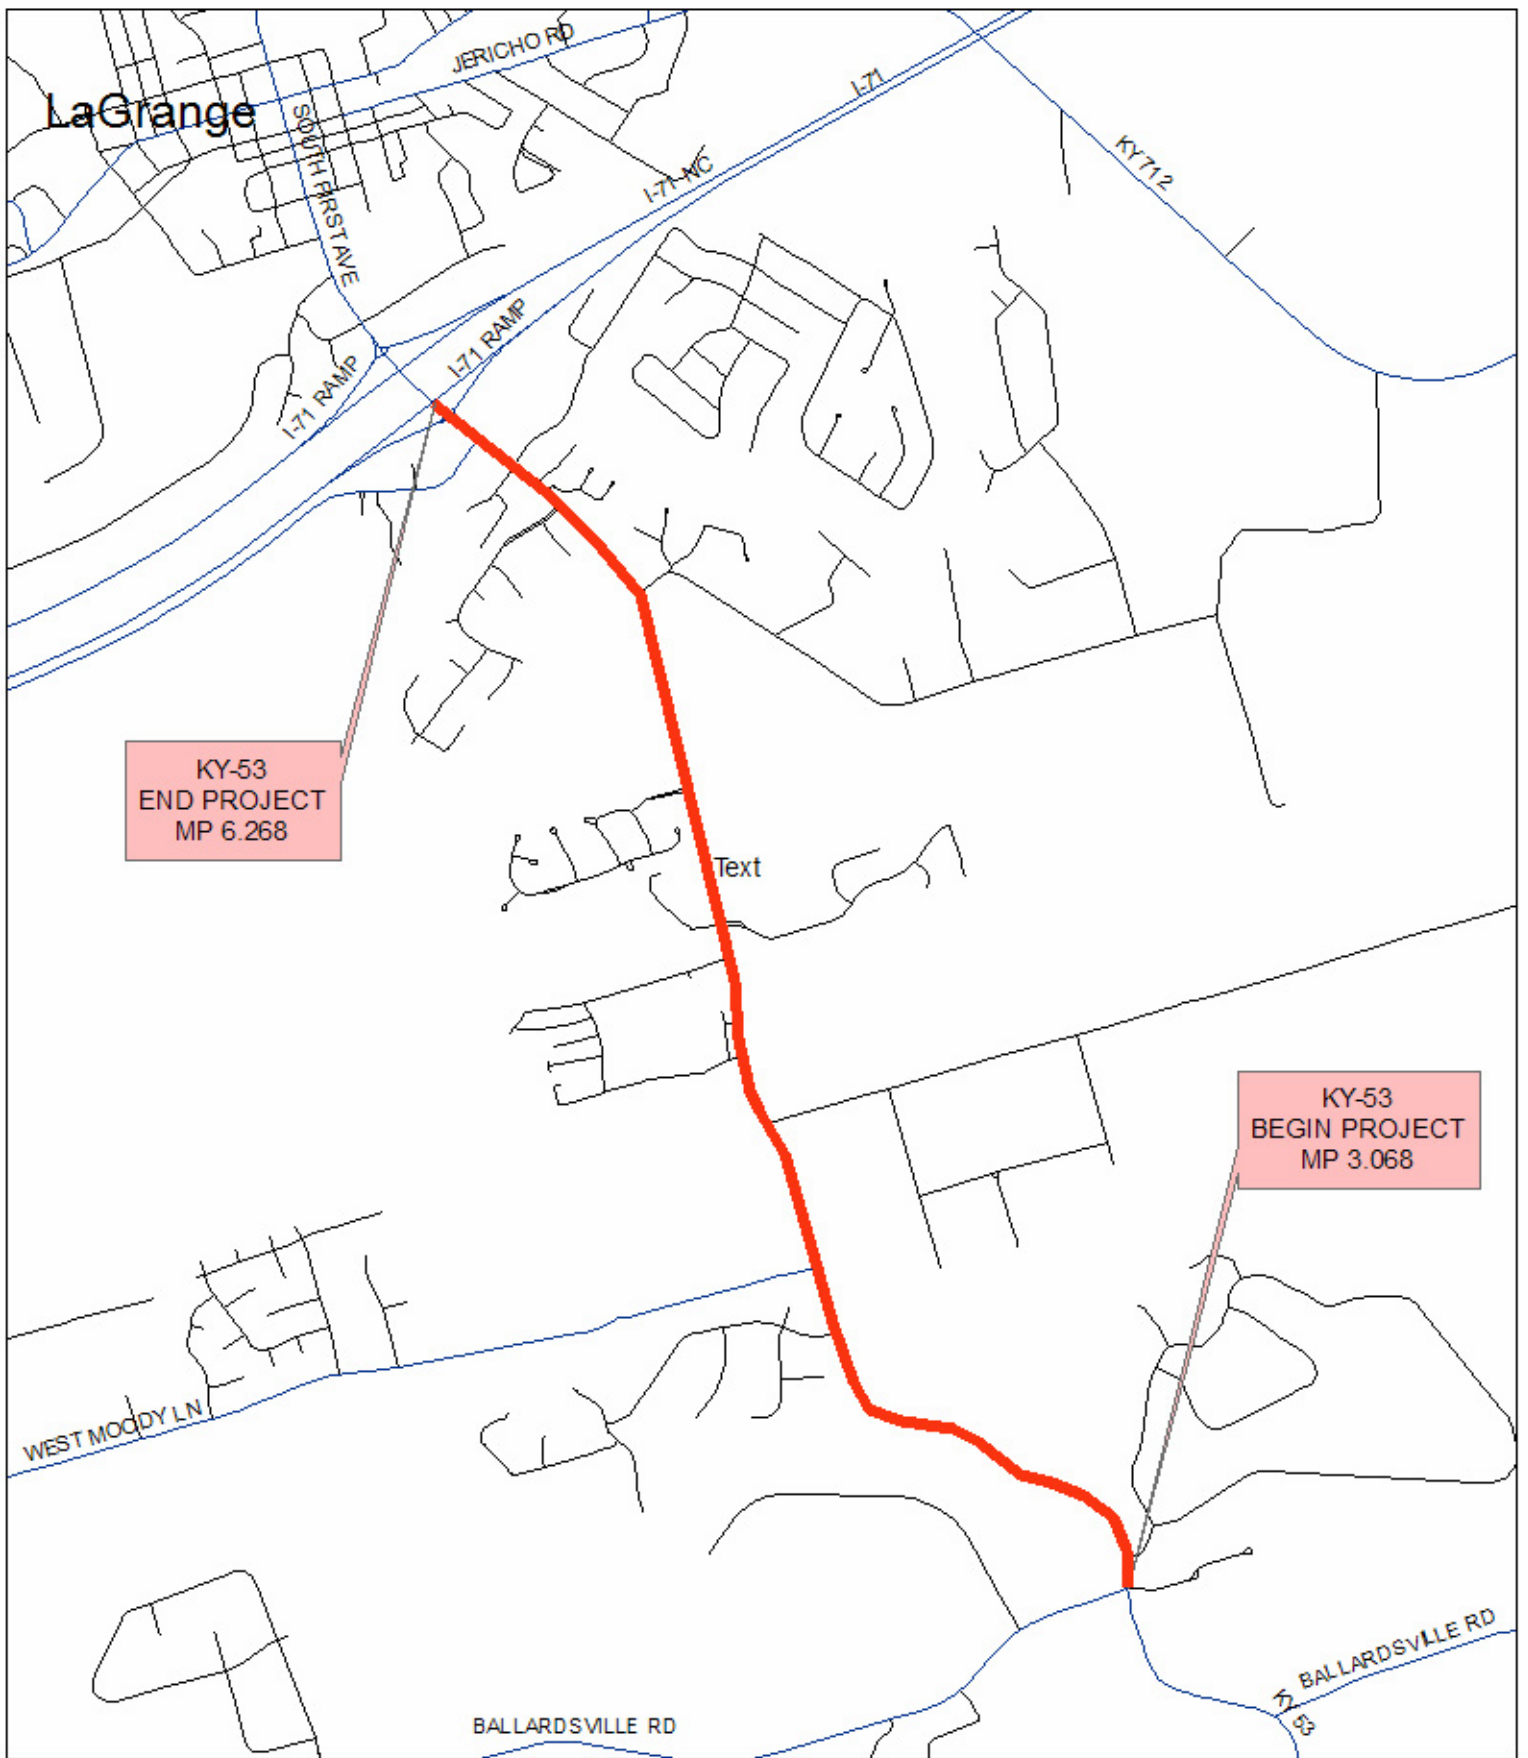 JERICHO RD
LaGrange
I-71
SOUTH FIRST AVE
KY 712
I-71-NC
I-71 RAMP
I-71 RAMP
KY-53
END PROJECT
MP 6.268
Text
KY-53
BEGIN PROJECT
MP 3.068
WEST MOODY LN
BALLARDSVILLE RD
KY 53
BALLARDSVILLE RD